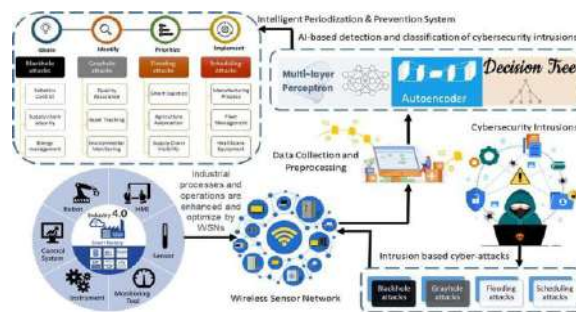 Intelligent Periodization & Prevention System
AI-based detection and classification of cybersecurity intrusions
Identify
Prioritize
Implement
Blackhole
attacks
Grayhole
attacks
Flooding
attacks
Scheduling
attacks
Robotics
Control
Quality
Assurance
Smart Logistics
Manufacturing
Process
Supply chain
security
Asset Tracking
Agriculture
Automation
Fleet
Management
Energy
management
Environmental
Monitoring
Supply Chain
Visibility
Healthcare
Equipment
Multi-layer
Perceptron
Autoencoder
Decision Tree
Data Collection and
Preprocessing
Cybersecurity Intrusions
Industrial
processes and
operations are
enhanced and
optimize by
WSNs
Robot
HMI
Industry
4.0
Smart Factory
Control
System
Sensor
Instrument
Monitoring
Tool
Wireless Sensor Network
Intrusion based cyber-attacks
Blackhole
attacks
Grayhole
attacks
Flooding
attacks
Scheduling
attacks